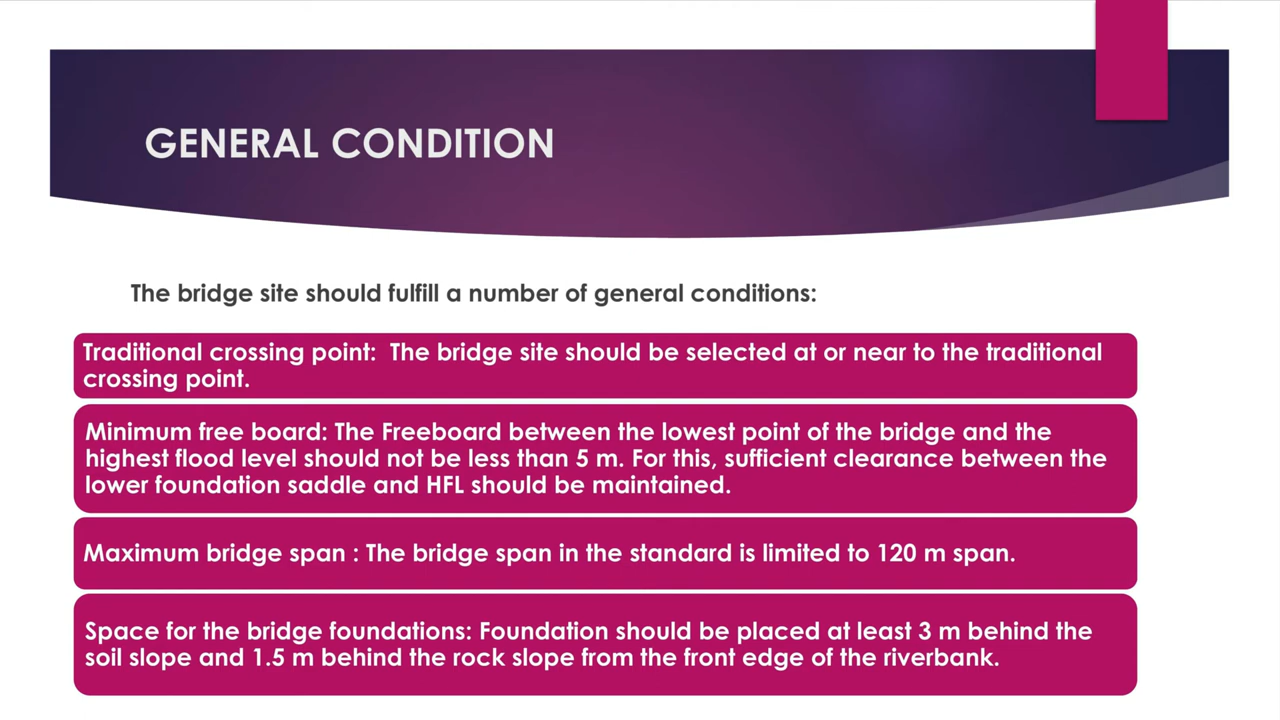 GENERAL CONDITION
The bridge site should fulfill a number of general conditions:
Traditional crossing point:  The bridge site should be selected at or near to the traditional
crossing point.
Minimum free board: The Freeboard between the lowest point of the bridge and the
highest flood level should not be less than 5 m. For this, sufficient clearance between the
lower foundation saddle and HFL should be maintained.
Maximum bridge span : The bridge span in the standard is limited to 120 m span.
Space for the bridge foundations: Foundation should be placed at least 3 m behind the
soil slope and 1.5 m behind the rock slope from the front edge of the riverbank.